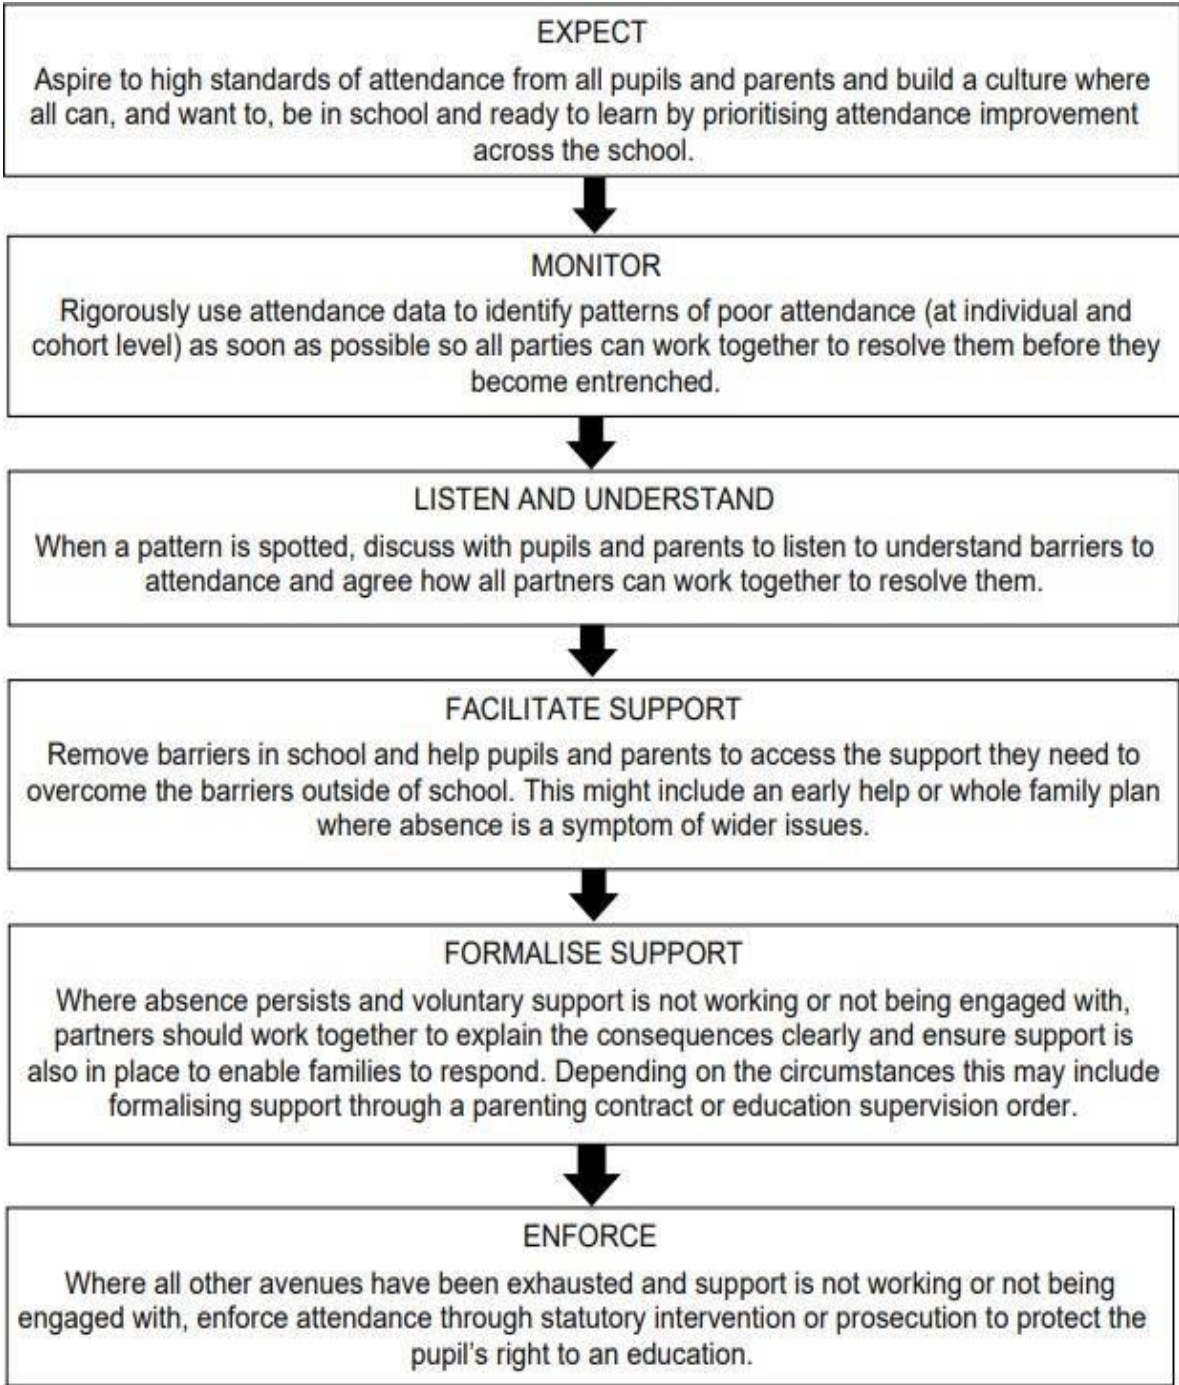 EXPECT
Aspire to high standards of attendance from all pupils and parents and build a culture where
all can, and want to, be in school and ready to learn by prioritising attendance improvement
across the school.
MONITOR
Rigorously use attendance data to identify patterns of poor attendance (at individual and
cohort level) as soon as possible so all parties can work together to resolve them before they
become entrenched.
LISTEN AND UNDERSTAND
When a pattern is spotted, discuss with pupils and parents to listen to understand barriers to
attendance and agree how all partners can work together to resolve them.
FACILITATE SUPPORT
Remove barriers in school and help pupils and parents to access the support they need to
overcome the barriers outside of school. This might include an early help or whole family plan
where absence is a symptom of wider issues.
FORMALISE SUPPORT
Where absence persists and voluntary support is not working or not being engaged with,
partners should work together to explain the consequences clearly and ensure support is
also in place to enable families to respond. Depending on the circumstances this may include
formalising support through a parenting contract or education supervision order.
ENFORCE
Where all other avenues have been exhausted and support is not working or not being
engaged with, enforce attendance through statutory intervention or prosecution to protect the
pupil's right to an education.